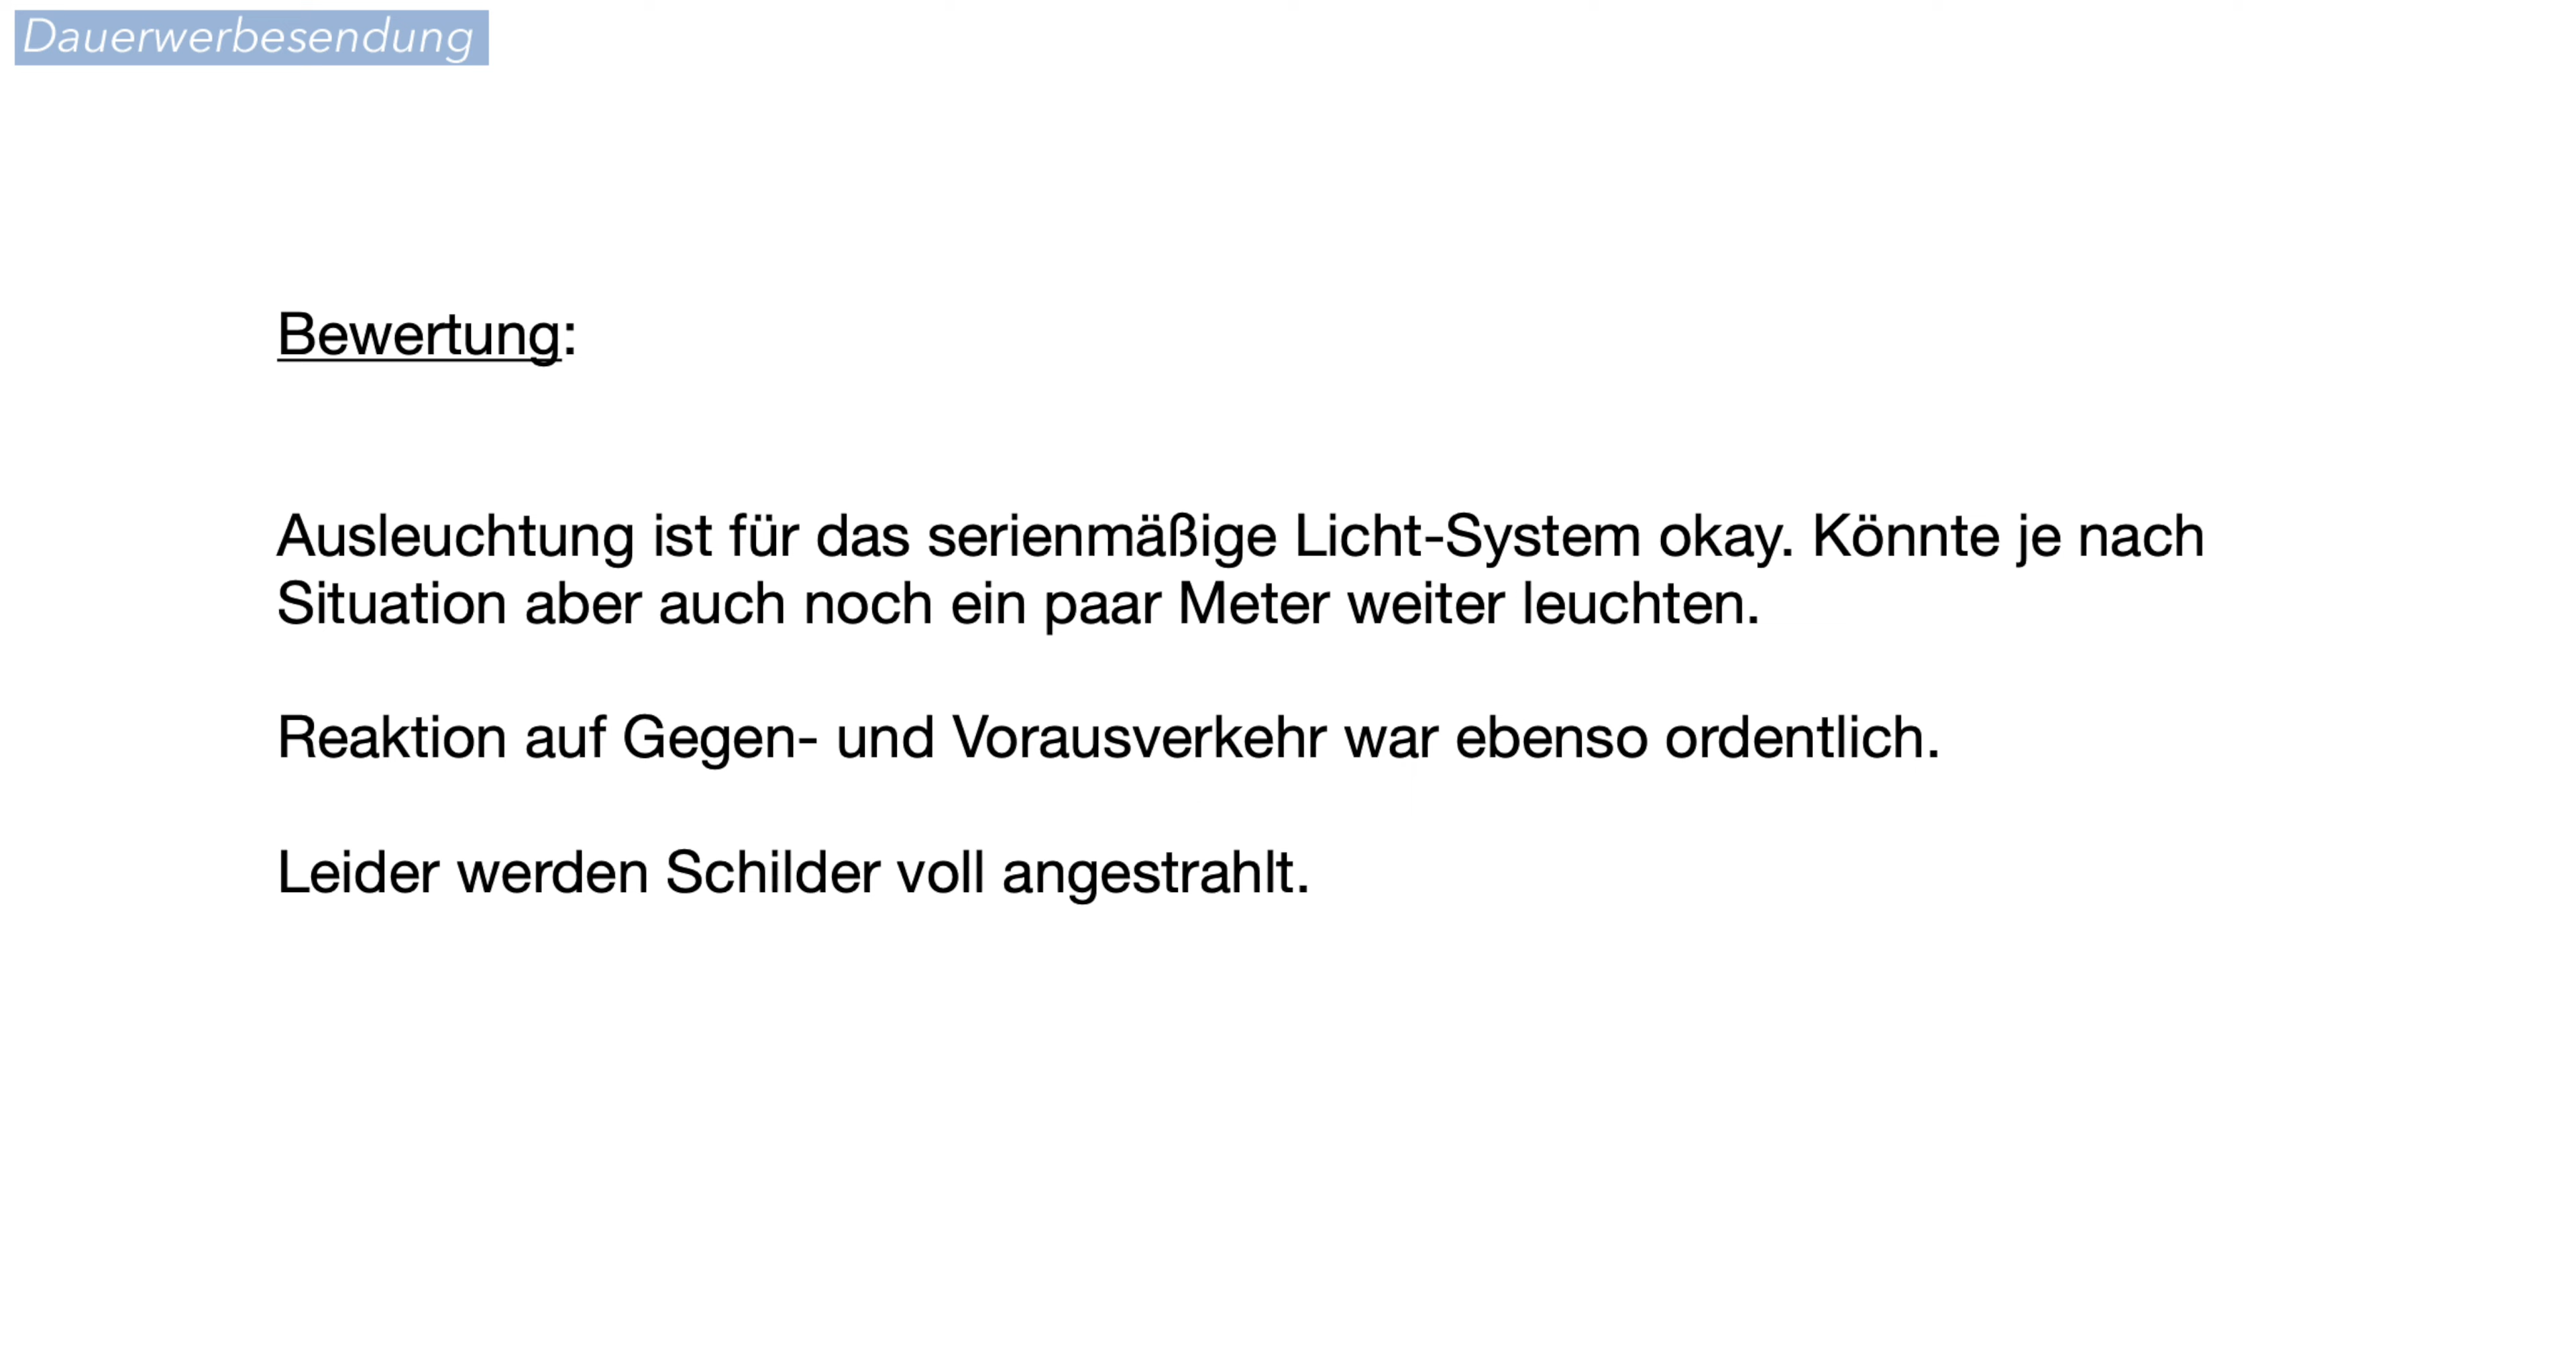 Dauerwerbesendung
Bewertung:
Ausleuchtung ist für das serienmäßige Licht-System okay. Könnte je nach
Situation aber auch noch ein paar Meter weiter leuchten.
Reaktion auf Gegen- und Vorausverkehr war ebenso ordentlich.
Leider werden Schilder voll angestrahlt.